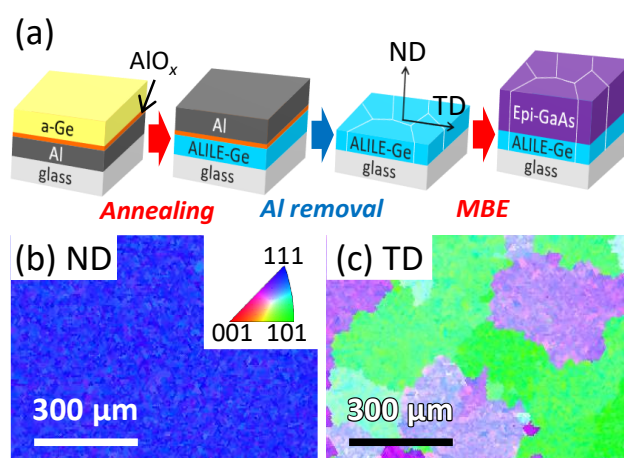 (a)
AlOₓ
a-Ge
Al
glass
Al
ALILE-Ge
glass
ND
TD
ALILE-Ge
glass
Epi-GaAs
ALILE-Ge
glass
Annealing
Al removal
MBE
(b) ND
111
001 101
300 μm
(c) TD
300 μm